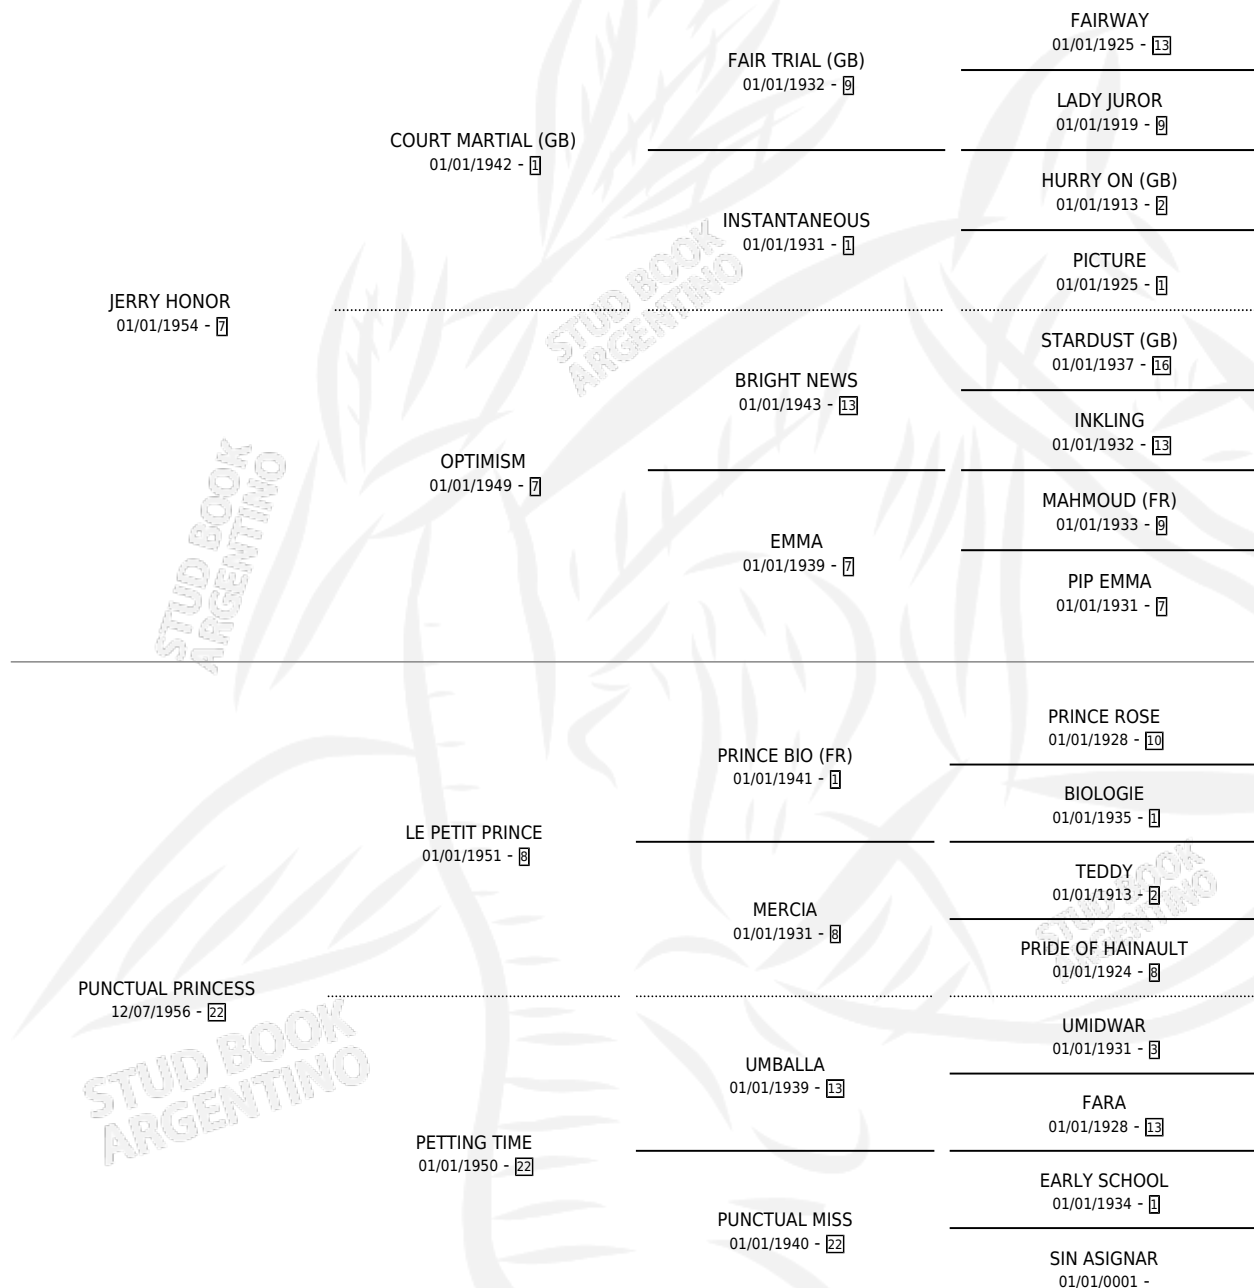 JERRY HONOR
01/01/1954 - 7
COURT MARTIAL (GB)
01/01/1942 - 1
OPTIMISM
01/01/1949 - 7
FAIR TRIAL (GB)
01/01/1932 - 9
INSTANTANEOUS
01/01/1931 - 1
BRIGHT NEWS
01/01/1943 - 13
EMMA
01/01/1939 - 7
FAIRWAY
01/01/1925 - 13
LADY JUROR
01/01/1919 - 9
HURRY ON (GB)
01/01/1913 - 2
PICTURE
01/01/1925 - 1
STARDUST (GB)
01/01/1937 - 16
INKLING
01/01/1932 - 13
MAHMOUD (FR)
01/01/1933 - 9
PIP EMMA
01/01/1931 - 7
PUNCTUAL PRINCESS
12/07/1956 - 22
LE PETIT PRINCE
01/01/1951 - 8
PETTING TIME
01/01/1950 - 22
PRINCE BIO (FR)
01/01/1941 - 1
MERCIA
01/01/1931 - 8
UMBALLA
01/01/1939 - 13
PUNCTUAL MISS
01/01/1940 - 22
PRINCE ROSE
01/01/1928 - 10
BIOLOGIE
01/01/1935 - 1
TEDDY
01/01/1913 - 2
PRIDE OF HAINAULT
01/01/1924 - 8
UMIDWAR
01/01/1931 - 3
FARA
01/01/1928 - 13
EARLY SCHOOL
01/01/1934 - 1
SIN ASIGNAR
01/01/0001 -
STUD BOOK
ARGENTINO
STUD BOOK
ARGENTINO
STUD BOOK
ARGENTINO
STUD BOOK
ARGENTINO